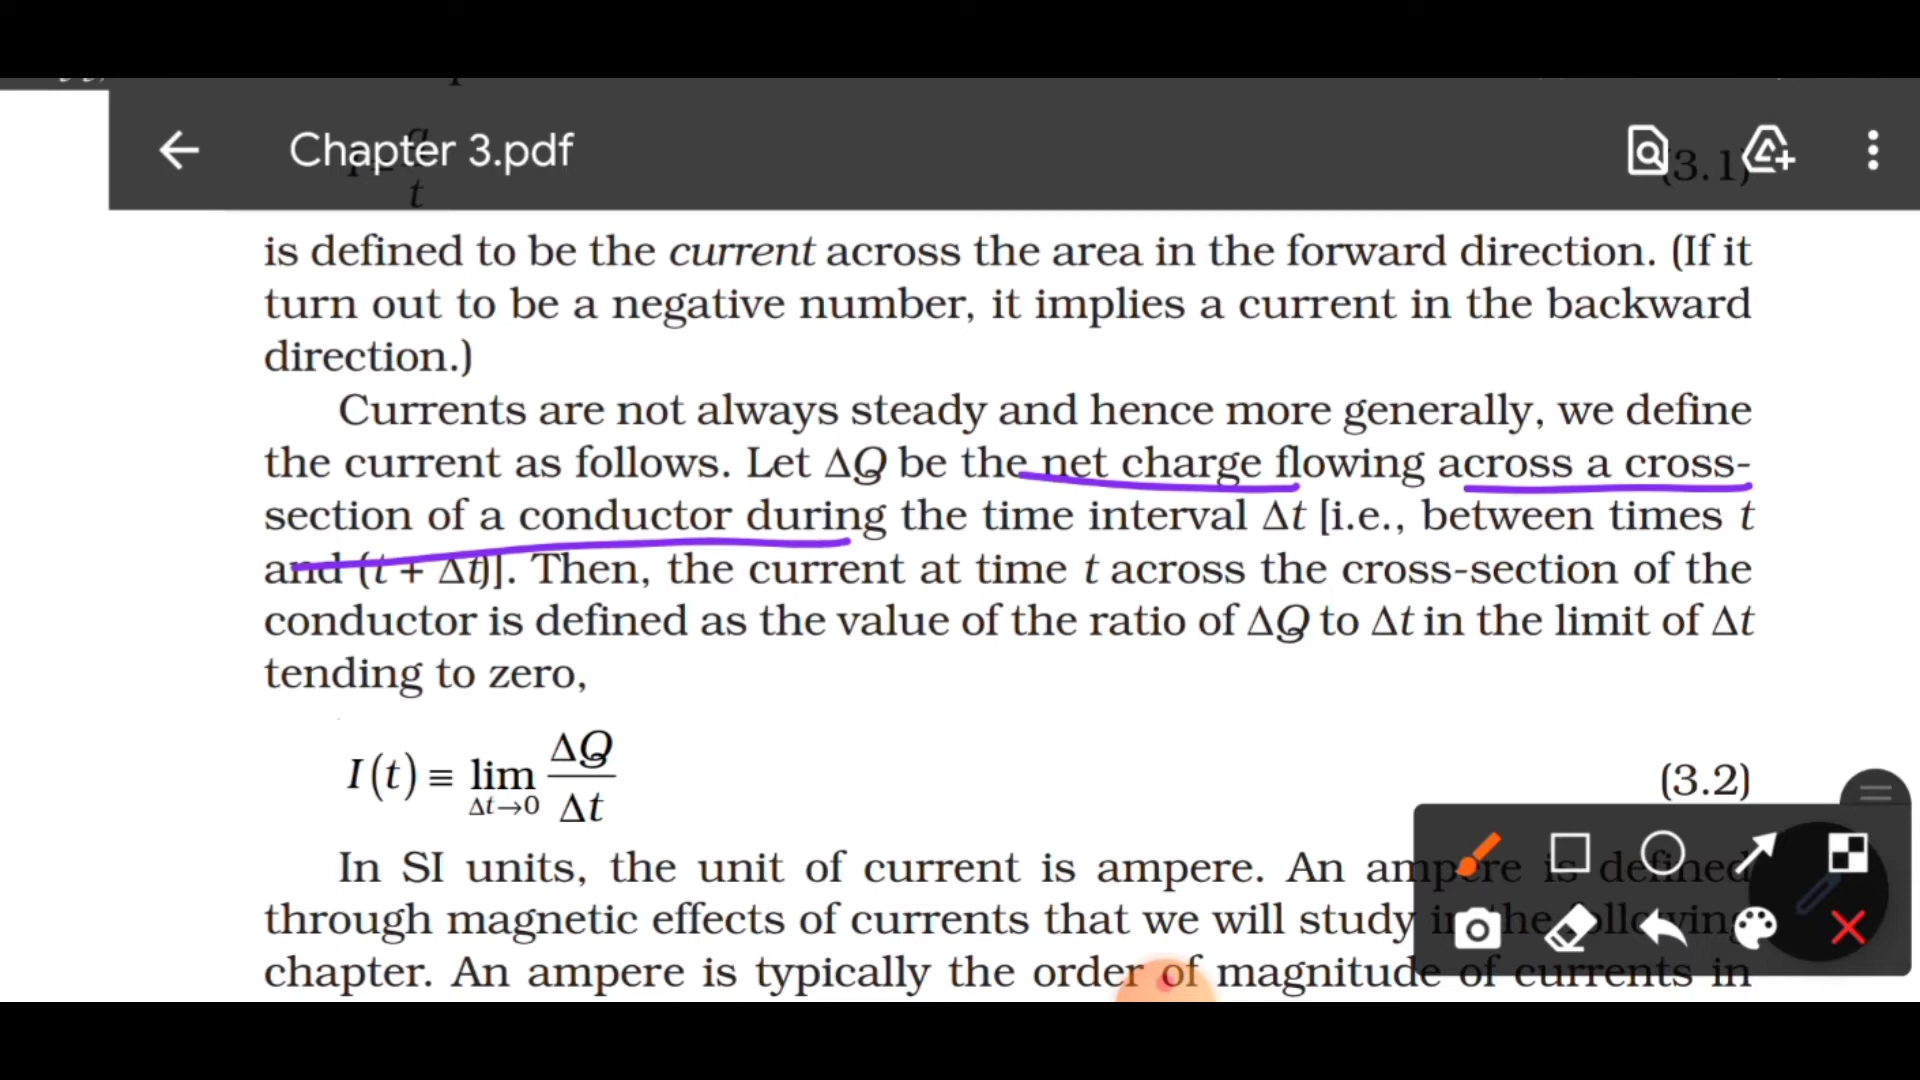 Chapter 3.pdf
t
(3.1)
is defined to be the current across the area in the forward direction. (If it
turn out to be a negative number, it implies a current in the backward
direction.)
Currents are not always steady and hence more generally, we define
the current as follows. Let ΔQ be the net charge flowing across a cross-
section of a conductor during the time interval Δt [i.e., between times t
and (t + Δt)]. Then, the current at time t across the cross-section of the
conductor is defined as the value of the ratio of ΔQ to Δt in the limit of Δt
tending to zero,
I(t) ≡ lim Δt→0 ΔQ/Δt (3.2)
In SI units, the unit of current is ampere. An ampere is defined
through magnetic effects of currents that we will study in the following
chapter. An ampere is typically the order of magnitude of currents in